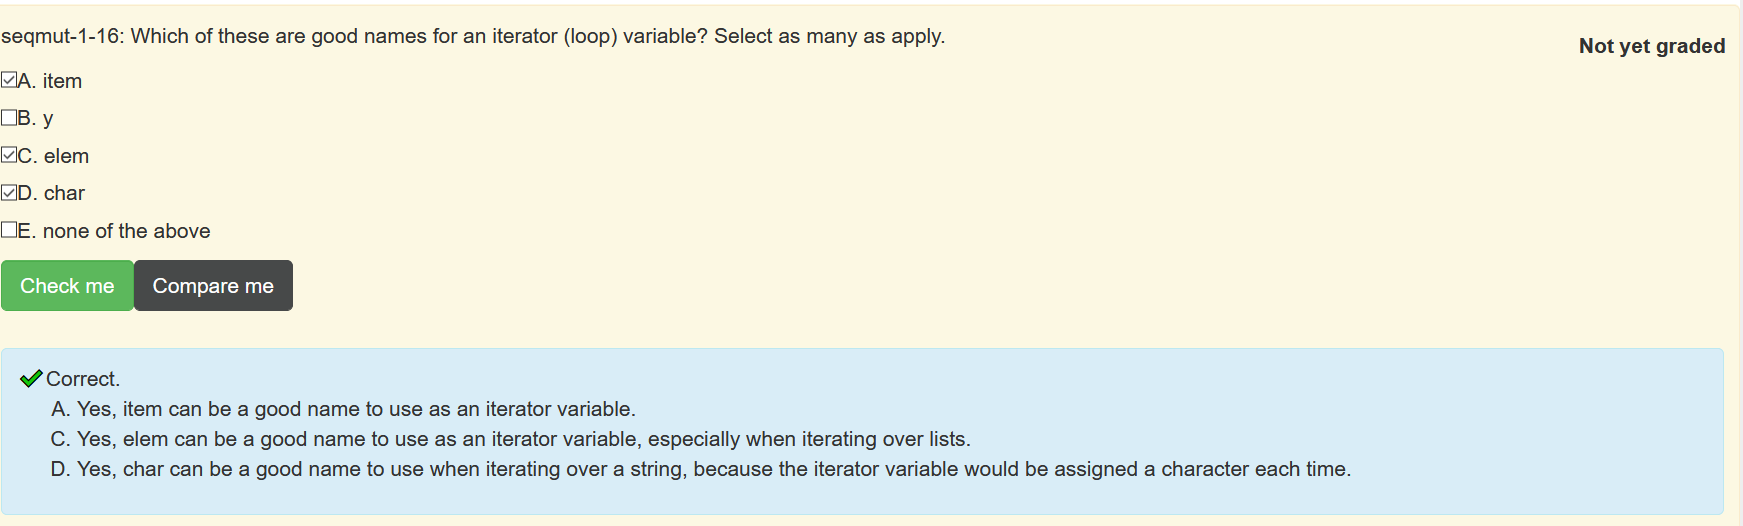 seqmut-1-16: Which of these are good names for an iterator (loop) variable? Select as many as apply.
Not yet graded
A. item
B. y
C. elem
D. char
E. none of the above
Check me
Compare me
Correct.
A. Yes, item can be a good name to use as an iterator variable.
C. Yes, elem can be a good name to use as an iterator variable, especially when iterating over lists.
D. Yes, char can be a good name to use when iterating over a string, because the iterator variable would be assigned a character each time.